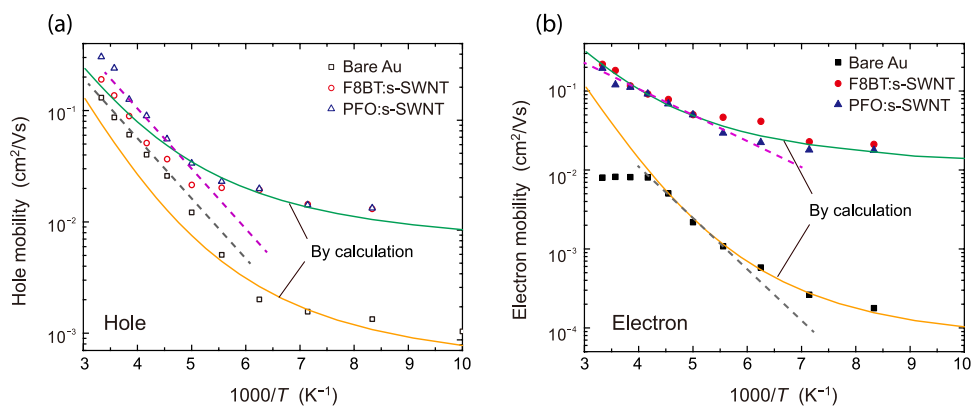 (a)
Hole mobility (cm²/Vs)
10⁻¹
10⁻²
10⁻³
Bare Au
F8BT:s-SWNT
PFO:s-SWNT
By calculation
Hole
3 4 5 6 7 8 9 10
1000/T (K⁻¹)
(b)
Electron mobility (cm²/Vs)
10⁰
10⁻¹
10⁻²
10⁻³
10⁻⁴
Bare Au
F8BT:s-SWNT
PFO:s-SWNT
By calculation
Electron
3 4 5 6 7 8 9 10
1000/T (K⁻¹)